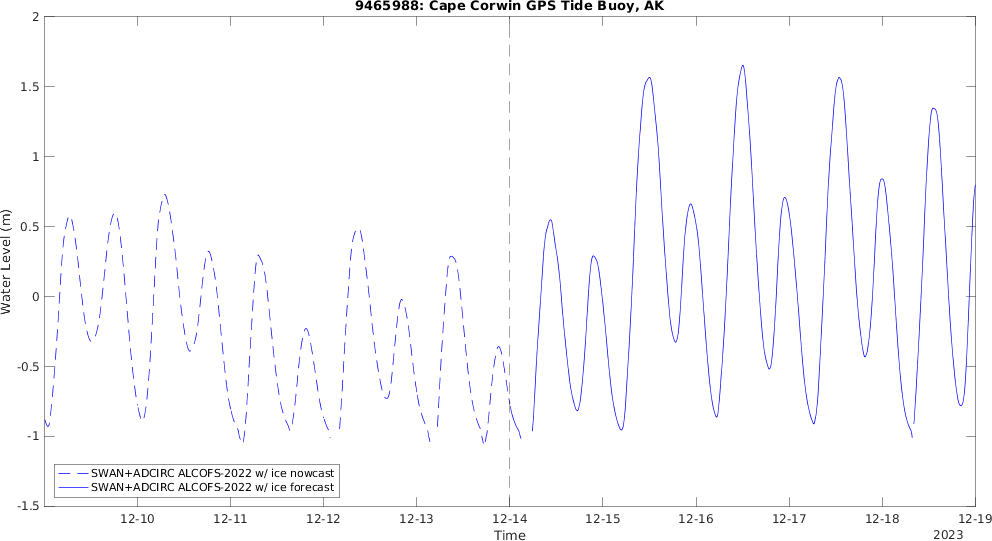 9465988: Cape Corwin GPS Tide Buoy, AK
2
1.5
1
0.5
0
-0.5
-1
-1.5
Water Level (m)
SWAN+ADCIRC ALCOFS-2022 w/ ice nowcast
SWAN+ADCIRC ALCOFS-2022 w/ ice forecast
12-10 12-11 12-12 12-13 12-14 12-15 12-16 12-17 12-18 12-19
Time
2023